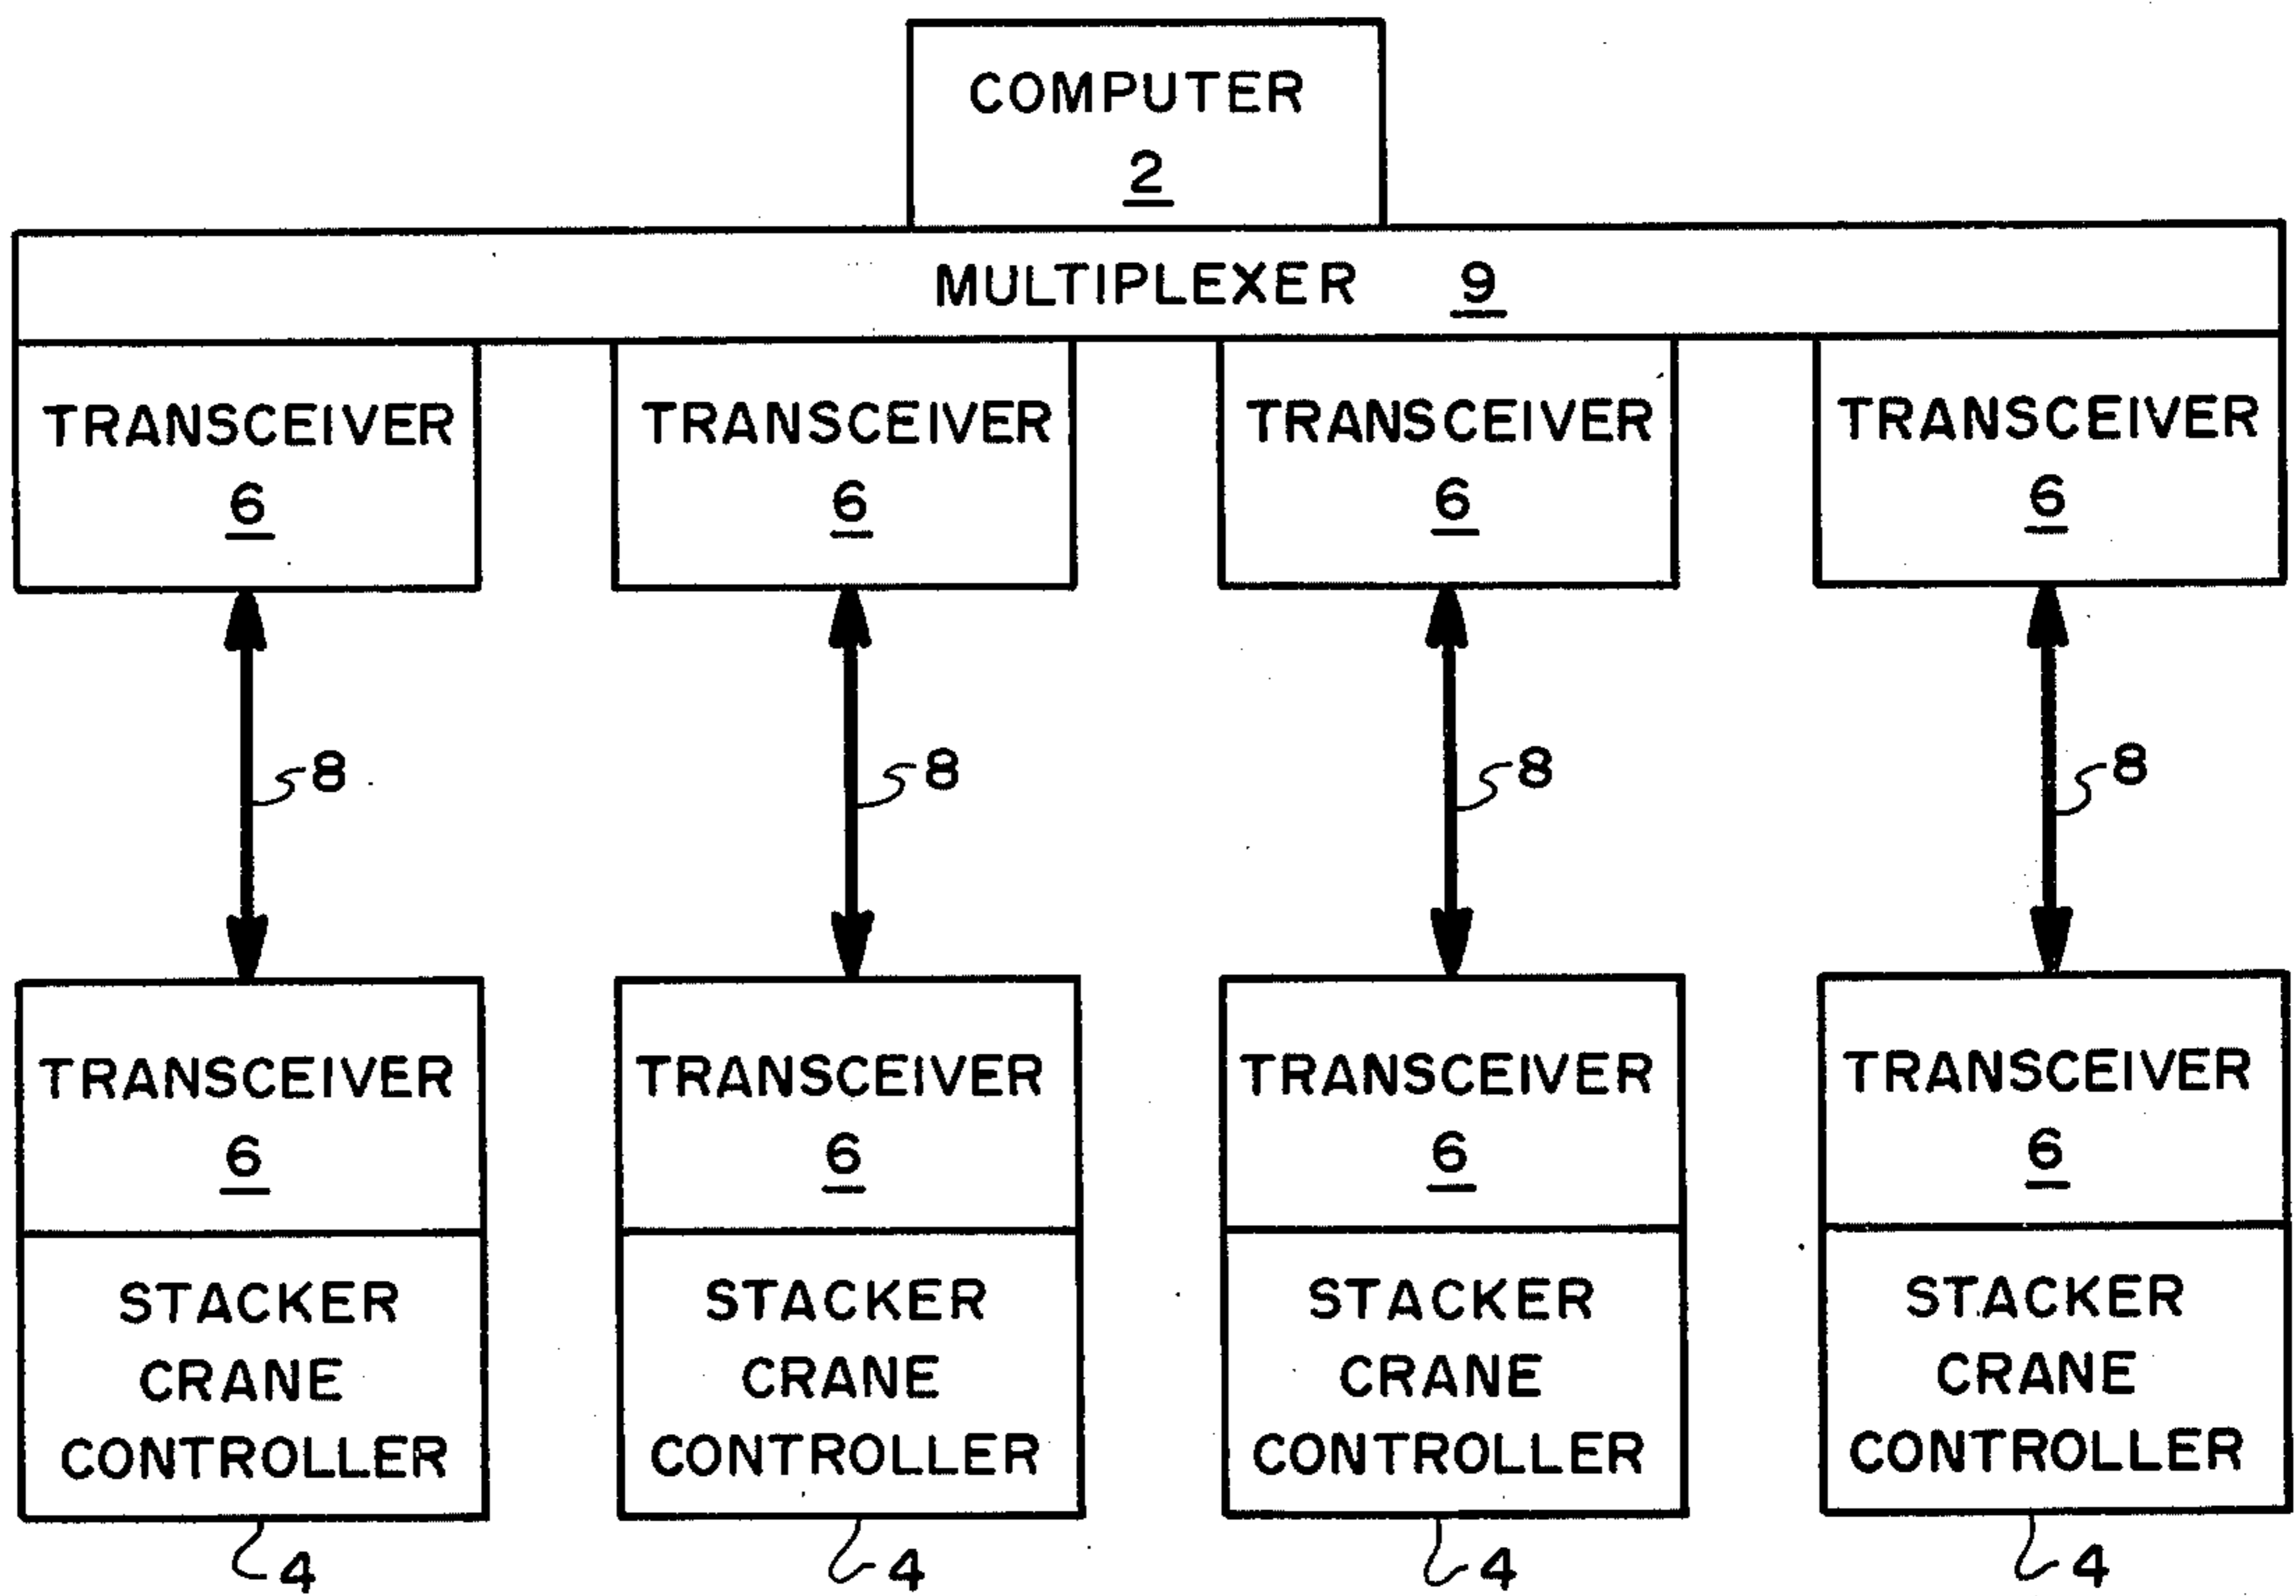 COMPUTER
2
MULTIPLEXER 9
TRANSCEIVER
6
TRANSCEIVER
6
TRANSCEIVER
6
TRANSCEIVER
6
8
8
8
8
TRANSCEIVER
6
STACKER
CRANE
CONTROLLER
4
TRANSCEIVER
6
STACKER
CRANE
CONTROLLER
4
TRANSCEIVER
6
STACKER
CRANE
CONTROLLER
4
TRANSCEIVER
6
STACKER
CRANE
CONTROLLER
4